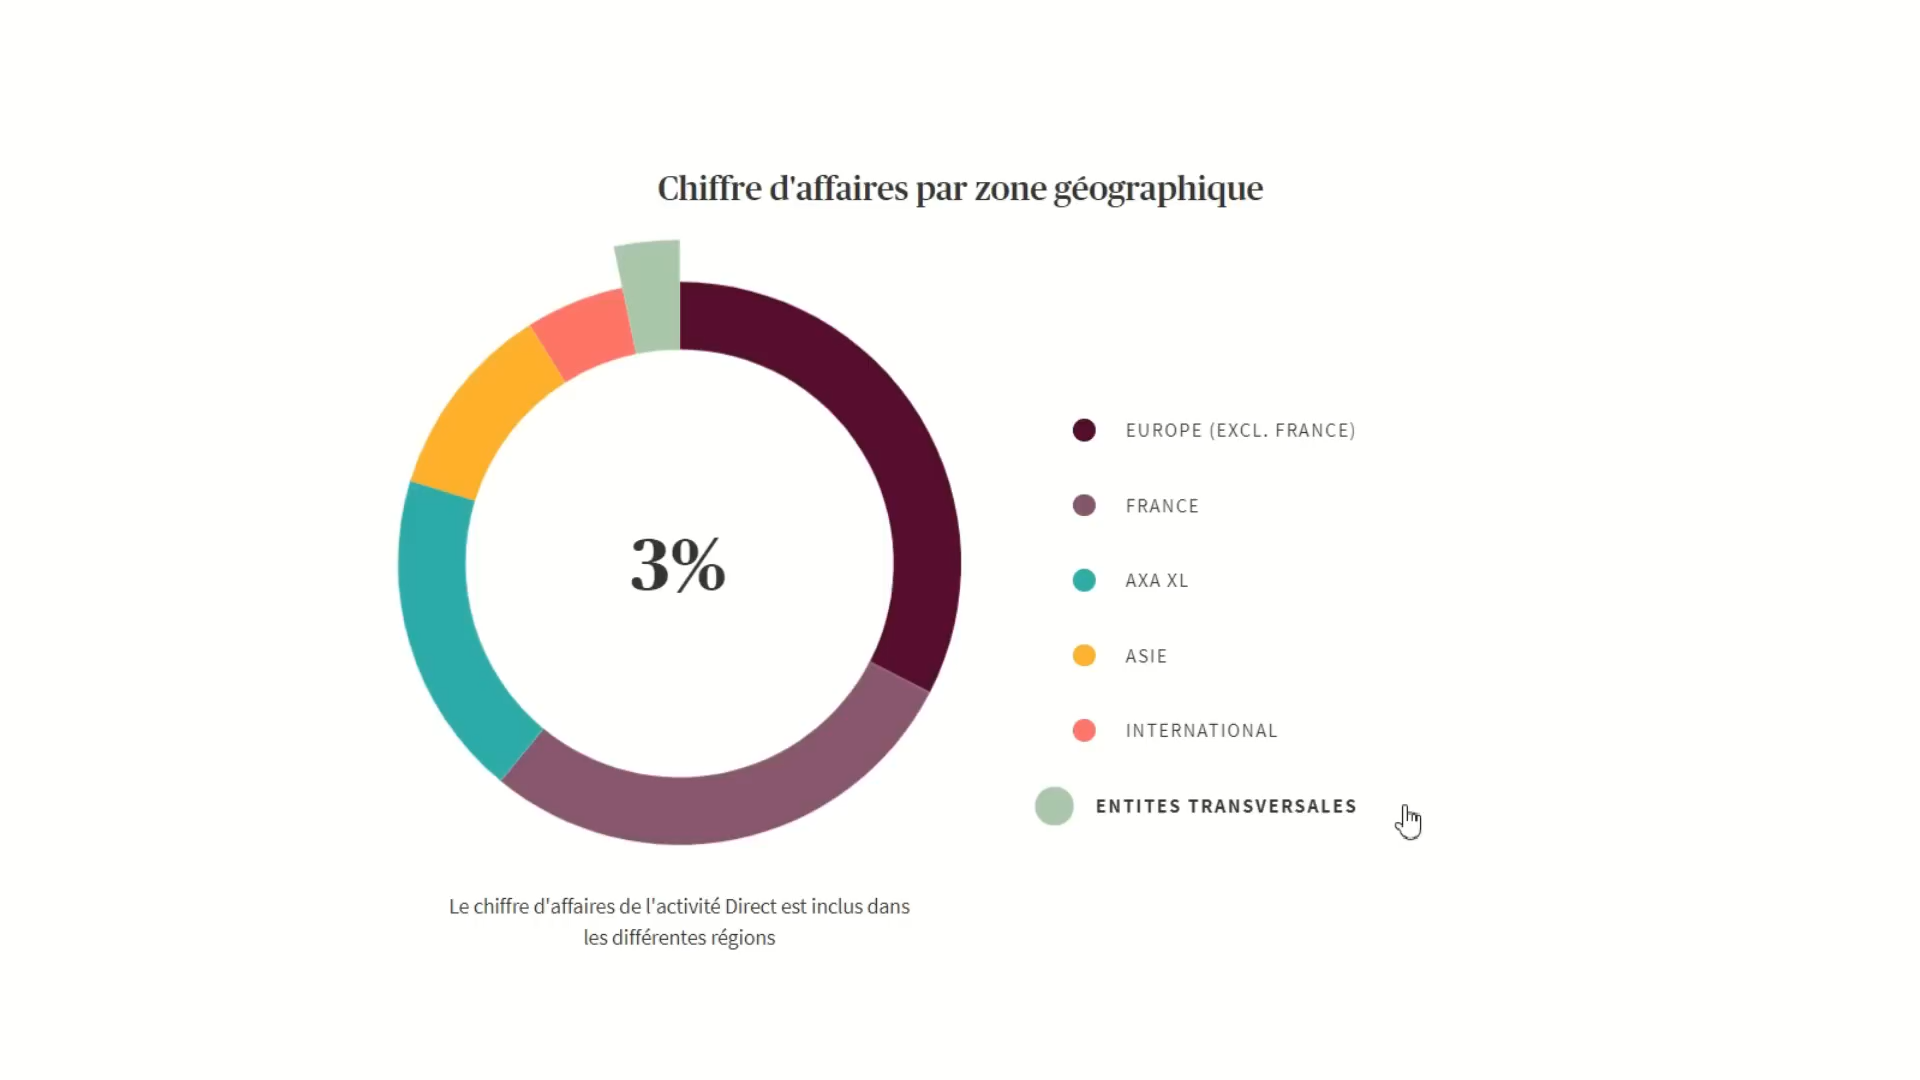 Chiffre d'affaires par zone géographique
3%
EUROPE (EXCL. FRANCE)
FRANCE
AXA XL
ASIE
INTERNATIONAL
ENTITES TRANSVERSALES
Le chiffre d'affaires de l'activité Direct est inclus dans
les différentes régions